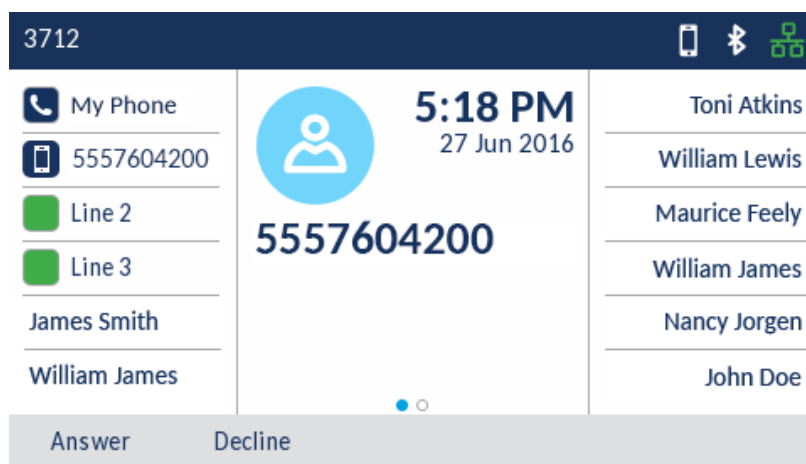 3712
My Phone
5557604200
Line 2
Line 3
James Smith
William James
5:18 PM
27 Jun 2016
5557604200
Toni Atkins
William Lewis
Maurice Feely
William James
Nancy Jorgen
John Doe
Answer Decline